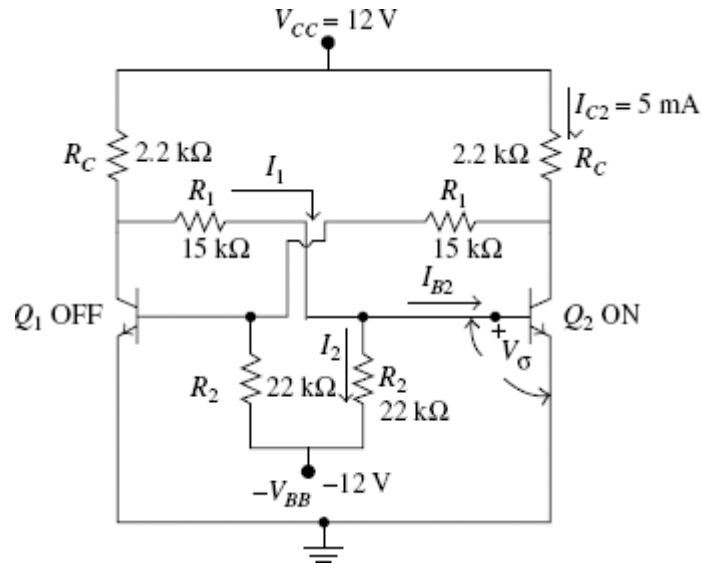 V_CC = 12 V
I_C2 = 5 mA
R_C
2.2 kΩ
2.2 kΩ
R_C
I_1
R_1
R_1
15 kΩ
15 kΩ
I_B2
Q_1 OFF
Q_2 ON
+
V_σ
I_2
R_2
22 kΩ
R_2
22 kΩ
−V_BB
−12 V